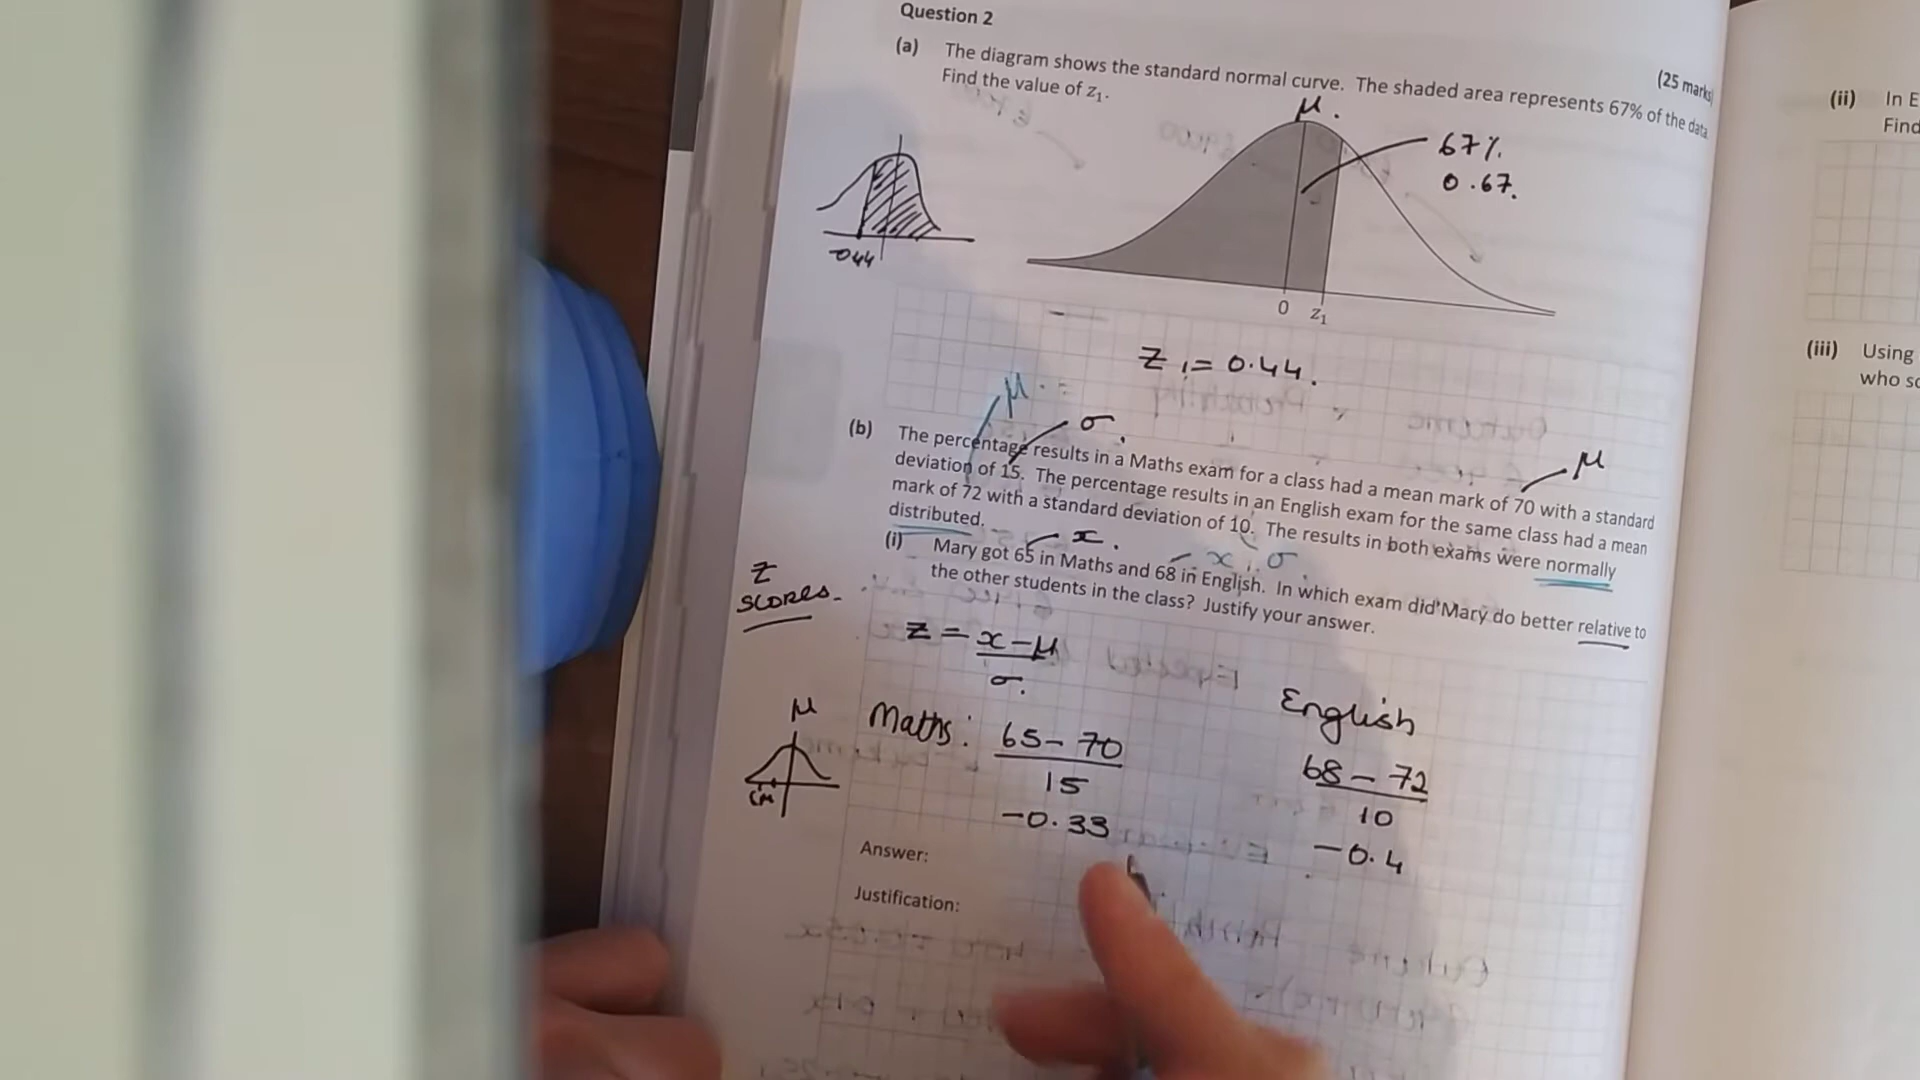 Question 2
(25 marks)
(a) The diagram shows the standard normal curve. The shaded area represents 67% of the data
Find the value of z1.
μ.
67%
0.67.
-0.44
0 z1
Z1 = 0.44.
μ.
σ.
μ
(b) The percentage results in a Maths exam for a class had a mean mark of 70 with a standard
deviation of 15. The percentage results in an English exam for the same class had a mean
mark of 72 with a standard deviation of 10. The results in both exams were normally
distributed.
x.
x
σ
(i) Mary got 65 in Maths and 68 in English. In which exam did Mary do better relative to
the other students in the class? Justify your answer.
Z
SCORES-
z = x-μ
σ.
μ
Maths: 65-70
15
-0.33
English
68-72
10
-0.4
Answer:
Justification:
(ii) In E
Find
(iii) Using
who sc